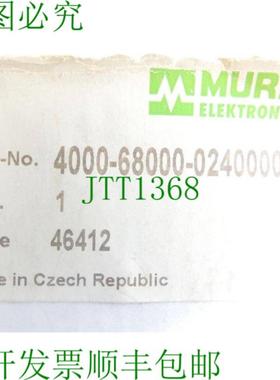 图必究
MURR
ELEKTRON
-No. 4000-68000-0240000
. 1
e 46412
e in Czech Republic
JTT1368
开发票顺丰包邮